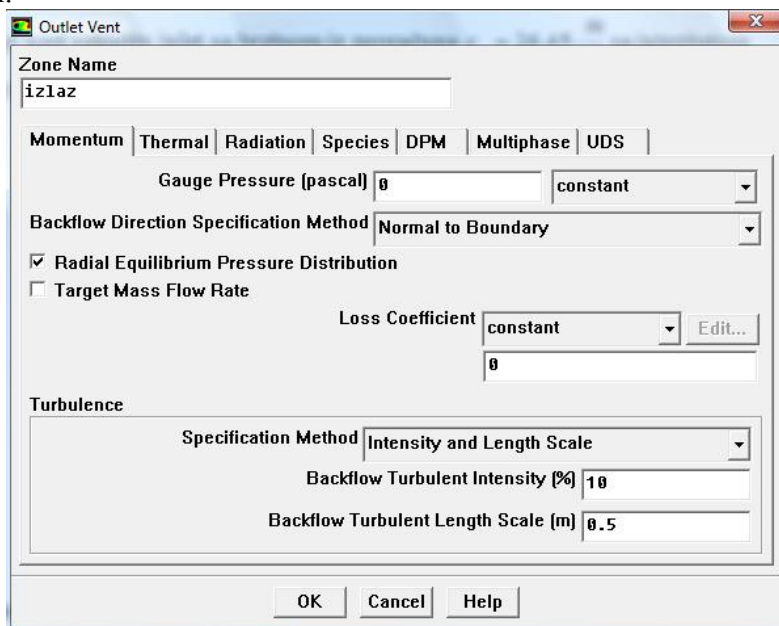 Outlet Vent
Zone Name
izlaz
Momentum Thermal Radiation Species DPM Multiphase UDS
Gauge Pressure (pascal) 0 constant
Backflow Direction Specification Method Normal to Boundary
Radial Equilibrium Pressure Distribution
Target Mass Flow Rate
Loss Coefficient constant Edit...
0
Turbulence
Specification Method Intensity and Length Scale
Backflow Turbulent Intensity (%) 10
Backflow Turbulent Length Scale (m) 0.5
OK Cancel Help